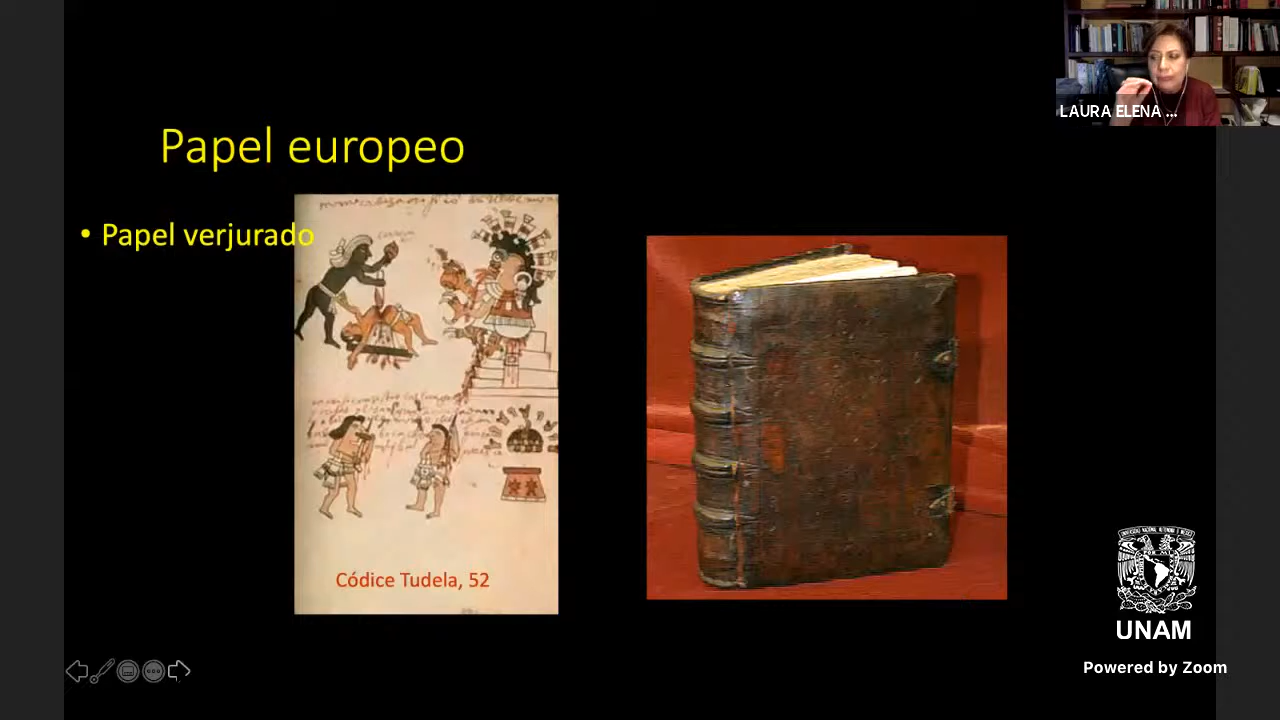 LAURA ELENA ...
Papel europeo
• Papel verjurado
Códice Tudela, 52
UNAM
Powered by Zoom